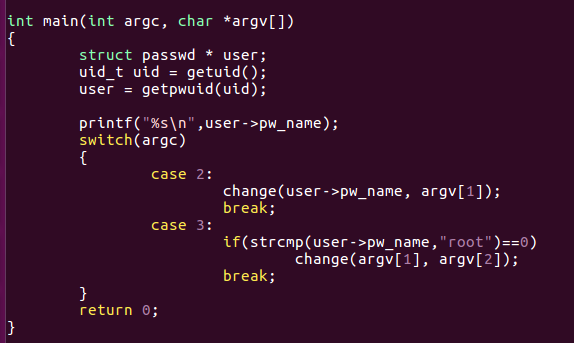 int main(int argc, char *argv[])
{
        struct passwd * user;
        uid_t uid = getuid();
        user = getpwuid(uid);

        printf("%s\n",user->pw_name);
        switch(argc)
        {
                case 2:
                        change(user->pw_name, argv[1]);
                        break;
                case 3:
                        if(strcmp(user->pw_name,"root")==0)
                                change(argv[1], argv[2]);
                        break;
        }
        return 0;
}